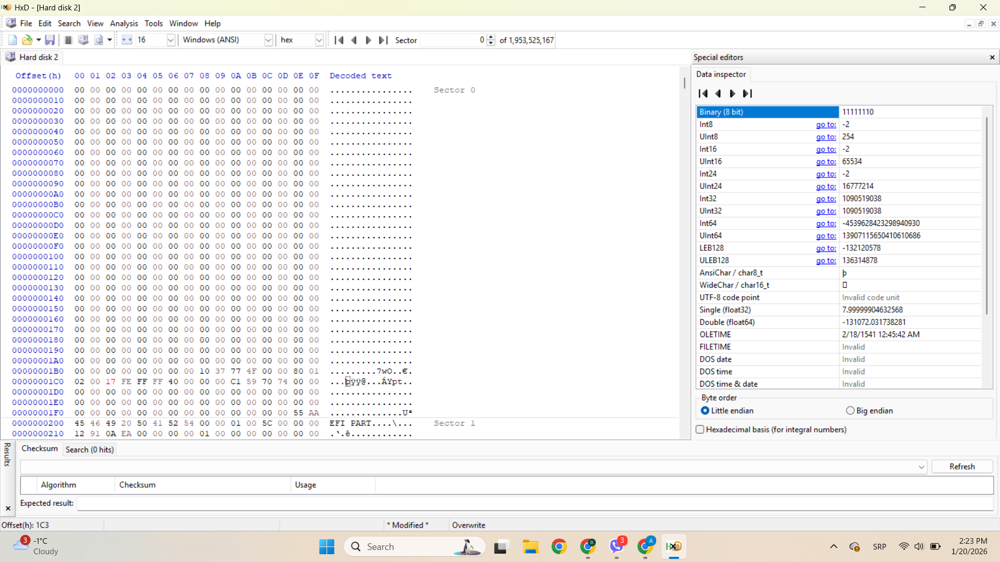 HxD - [Hard disk 2]
File Edit Search View Analysis Tools Window Help
16 Windows (ANSI) hex Sector 0 of 1,953,525,167
Hard disk 2
Offset(h) 00 01 02 03 04 05 06 07 08 09 0A 0B 0C 0D 0E 0F Decoded text
0000000000 00 00 00 00 00 00 00 00 00 00 00 00 00 00 00 00 ................ Sector 0
0000000010 00 00 00 00 00 00 00 00 00 00 00 00 00 00 00 00 ................
0000000020 00 00 00 00 00 00 00 00 00 00 00 00 00 00 00 00 ................
0000000030 00 00 00 00 00 00 00 00 00 00 00 00 00 00 00 00 ................
0000000040 00 00 00 00 00 00 00 00 00 00 00 00 00 00 00 00 ................
0000000050 00 00 00 00 00 00 00 00 00 00 00 00 00 00 00 00 ................
0000000060 00 00 00 00 00 00 00 00 00 00 00 00 00 00 00 00 ................
0000000070 00 00 00 00 00 00 00 00 00 00 00 00 00 00 00 00 ................
0000000080 00 00 00 00 00 00 00 00 00 00 00 00 00 00 00 00 ................
0000000090 00 00 00 00 00 00 00 00 00 00 00 00 00 00 00 00 ................
00000000A0 00 00 00 00 00 00 00 00 00 00 00 00 00 00 00 00 ................
00000000B0 00 00 00 00 00 00 00 00 00 00 00 00 00 00 00 00 ................
00000000C0 00 00 00 00 00 00 00 00 00 00 00 00 00 00 00 00 ................
00000000D0 00 00 00 00 00 00 00 00 00 00 00 00 00 00 00 00 ................
00000000E0 00 00 00 00 00 00 00 00 00 00 00 00 00 00 00 00 ................
00000000F0 00 00 00 00 00 00 00 00 00 00 00 00 00 00 00 00 ................
0000000100 00 00 00 00 00 00 00 00 00 00 00 00 00 00 00 00 ................
0000000110 00 00 00 00 00 00 00 00 00 00 00 00 00 00 00 00 ................
0000000120 00 00 00 00 00 00 00 00 00 00 00 00 00 00 00 00 ................
0000000130 00 00 00 00 00 00 00 00 00 00 00 00 00 00 00 00 ................
0000000140 00 00 00 00 00 00 00 00 00 00 00 00 00 00 00 00 ................
0000000150 00 00 00 00 00 00 00 00 00 00 00 00 00 00 00 00 ................
0000000160 00 00 00 00 00 00 00 00 00 00 00 00 00 00 00 00 ................
0000000170 00 00 00 00 00 00 00 00 00 00 00 00 00 00 00 00 ................
0000000180 00 00 00 00 00 00 00 00 00 00 00 00 00 00 00 00 ................
0000000190 00 00 00 00 00 00 00 00 00 00 00 00 00 00 00 00 ................
00000001A0 00 00 00 00 00 00 00 00 00 00 00 00 00 00 00 00 ................
00000001B0 00 00 00 00 00 00 00 00 10 37 77 4F 00 00 80 01 .........7wO..€.
00000001C0 02 00 17 FE FF FF 40 00 00 00 C1 59 70 74 00 00 ...þÿÿ@...ÁYpt..
00000001D0 00 00 00 00 00 00 00 00 00 00 00 00 00 00 00 00 ................
00000001E0 00 00 00 00 00 00 00 00 00 00 00 00 00 00 00 00 ................
00000001F0 00 00 00 00 00 00 00 00 00 00 00 00 00 00 55 AA ..............Uª
0000000200 45 46 49 20 50 41 52 54 00 00 01 00 5C 00 00 00 EFI PART....\... Sector 1
0000000210 12 91 0A EA 00 00 00 00 01 00 00 00 00 00 00 00 .‘.ê............
Special editors
Data inspector
Binary (8 bit) 11111110
Int8 go to: -2
UInt8 go to: 254
Int16 go to: -2
UInt16 go to: 65534
Int24 go to: -2
UInt24 go to: 16777214
Int32 go to: 1090519038
UInt32 go to: 1090519038
Int64 go to: -4539628423298940930
UInt64 go to: 13907115650410610686
LEB128 go to: -132120578
ULEB128 go to: 136314878
AnsiChar / char8_t þ
WideChar / char16_t □
UTF-8 code point Invalid code unit
Single (float32) 7.99999904632568
Double (float64) -131072.031738281
OLETIME 2/18/1541 12:45:42 AM
FILETIME Invalid
DOS date Invalid
DOS time Invalid
DOS time & date Invalid
Byte order
Little endian Big endian
Hexadecimal basis (for integral numbers)
Results
Checksum Search (0 hits)
Refresh
Algorithm Checksum Usage
Expected result:
Offset(h): 1C3 * Modified * Overwrite
3 -1°C
Cloudy
Search
D 3 A HxD
SRP
2:23 PM
1/20/2026